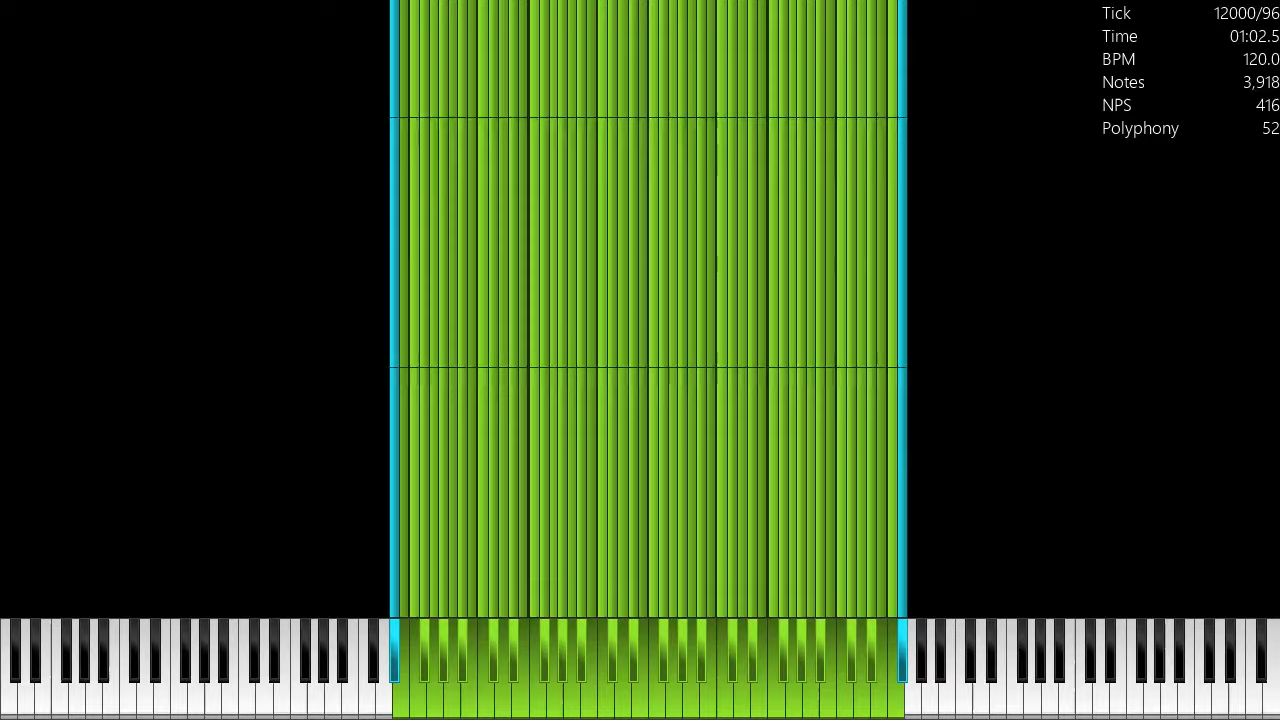 Tick 12000/96
Time 01:02.5
BPM 120.0
Notes 3,918
NPS 416
Polyphony 52